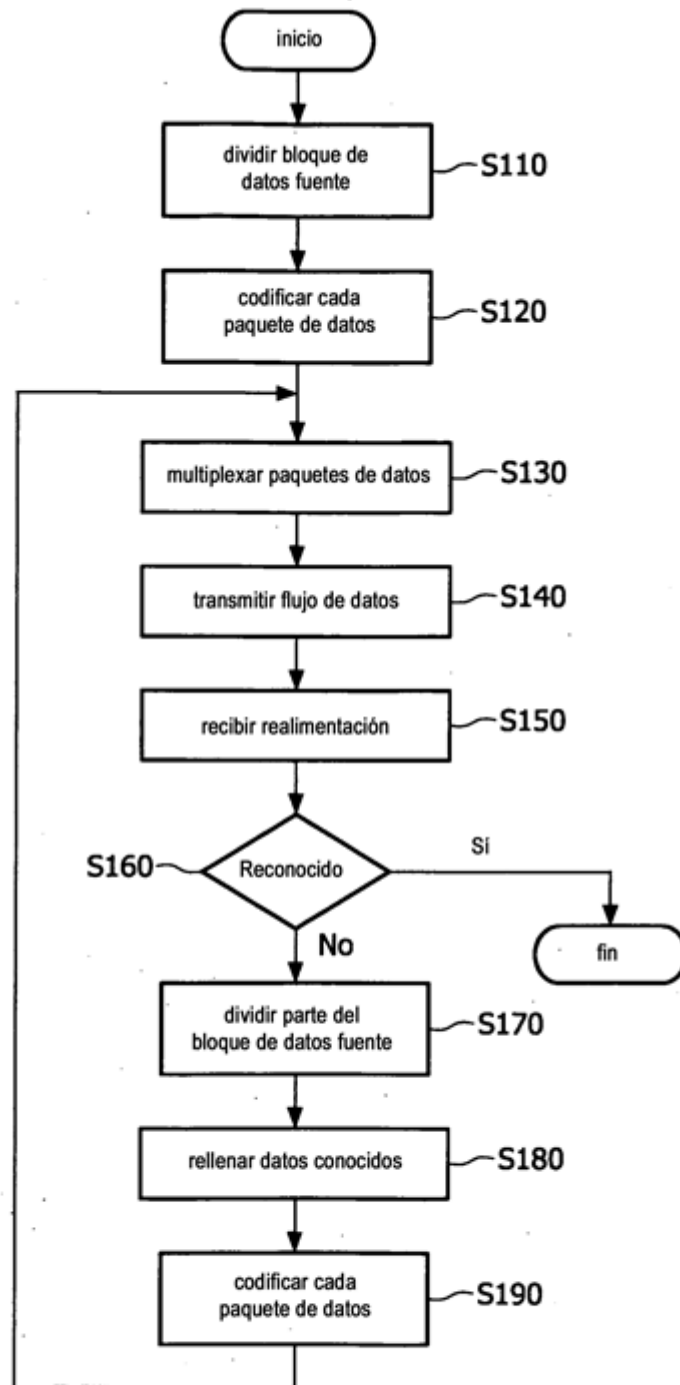 inicio
dividir bloque de
datos fuente
S110
codificar cada
paquete de datos
S120
multiplexar paquetes de datos
S130
transmitir flujo de datos
S140
recibir realimentación
S150
S160
Reconocido
Sí
No
fin
dividir parte del
bloque de datos fuente
S170
rellenar datos conocidos
S180
codificar cada
paquete de datos
S190